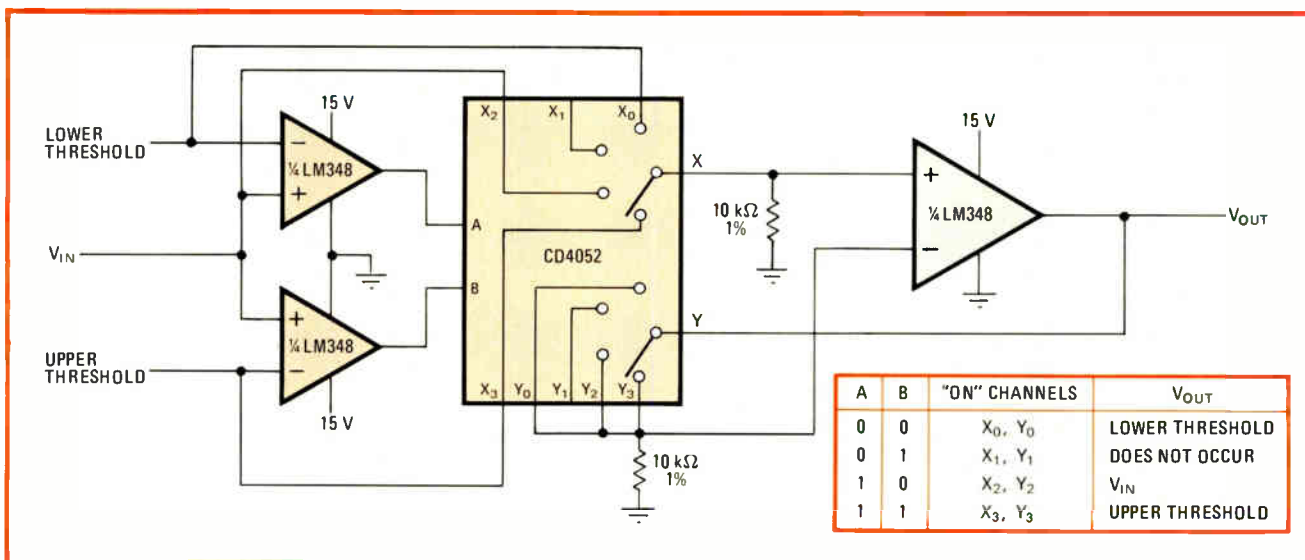 15 V
X2 X1 X0
LOWER
THRESHOLD
−
¼ LM348
+
A
X
10 kΩ
1%
15 V
+
¼ LM348
−
VOUT
VIN
CD4052
B
+
¼ LM348
−
UPPER
THRESHOLD
15 V
Y
X3 Y0 Y1 Y2 Y3
10 kΩ
1%
A B "ON" CHANNELS VOUT
0 0 X0, Y0 LOWER THRESHOLD
0 1 X1, Y1 DOES NOT OCCUR
1 0 X2, Y2 VIN
1 1 X3, Y3 UPPER THRESHOLD